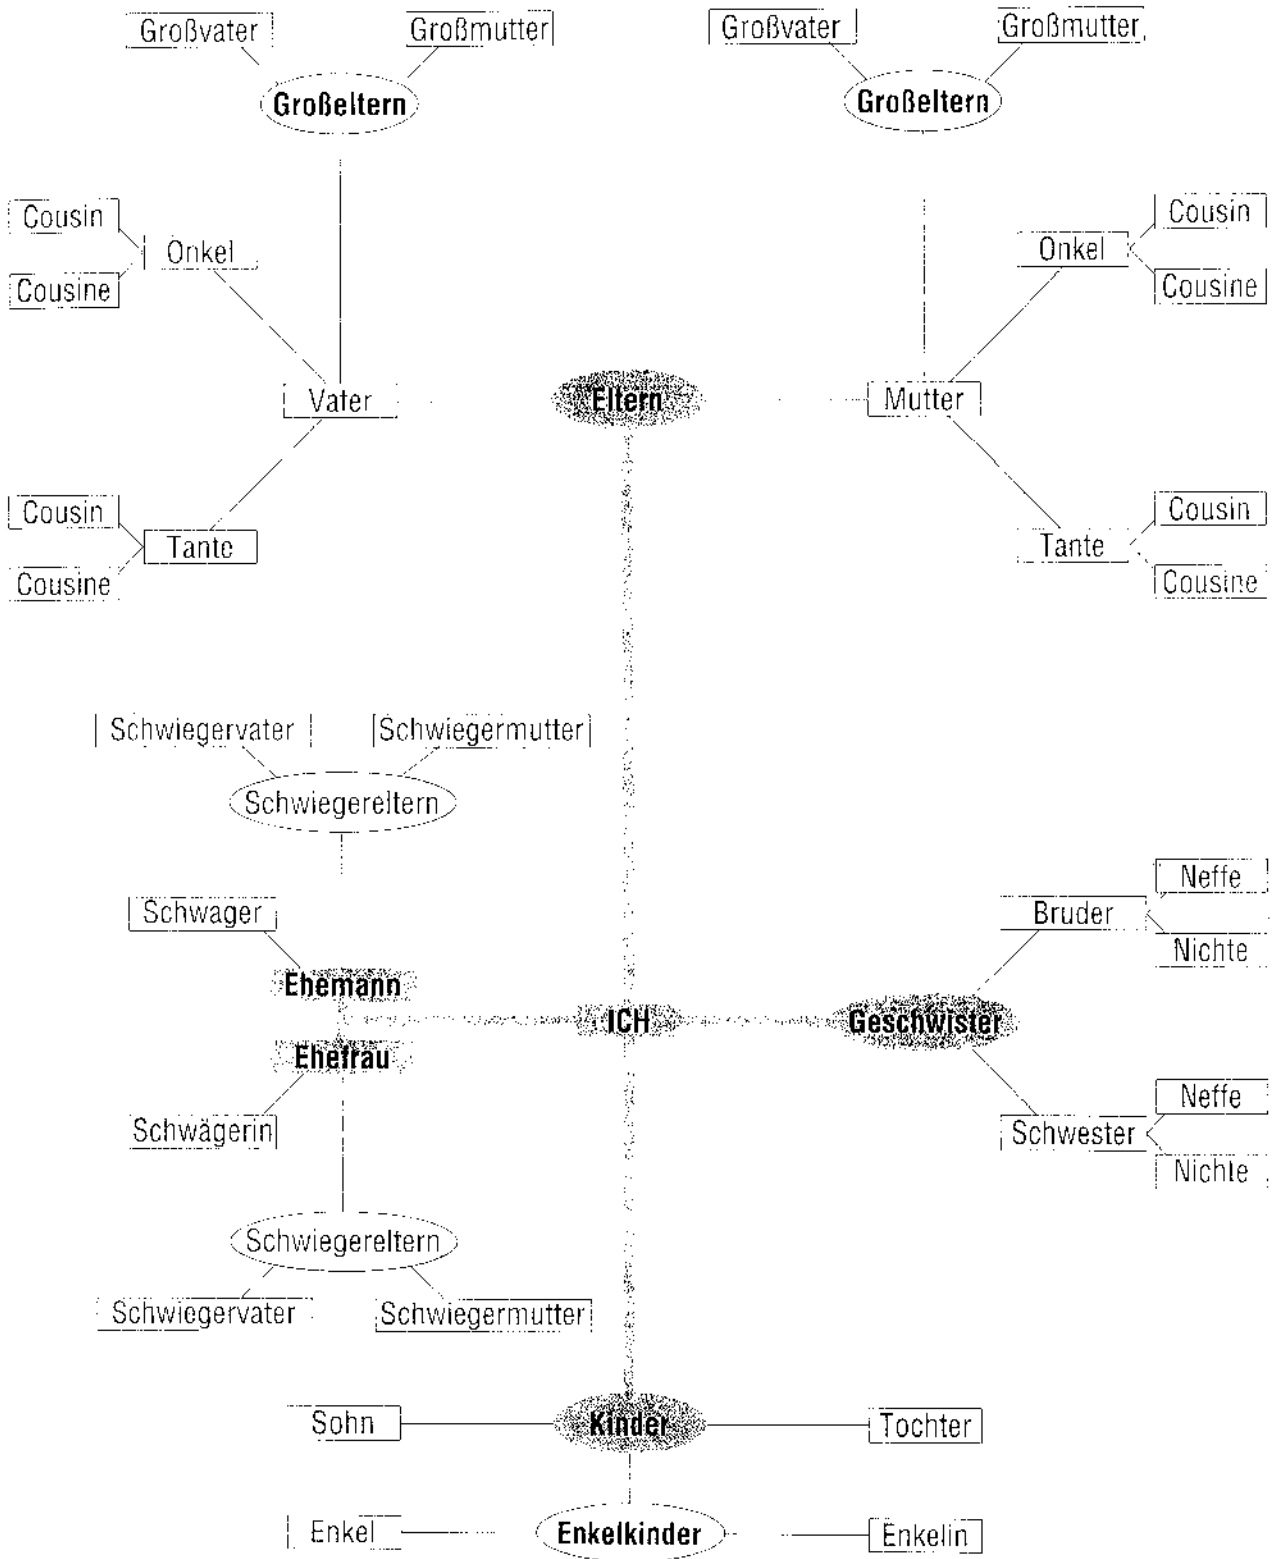 Großvater Großmutter Großvater Großmutter
Großeltern Großeltern
Cousin Cousin
Onkel Onkel
Cousine Cousine
Vater Eltern Mutter
Cousin Cousin
Tante Tante
Cousine Cousine
Schwiegervater Schwiegermutter
Schwiegereltern
Neffe
Schwager Bruder
Nichte
Ehemann
ICH Geschwister
Ehefrau
Neffe
Schwägerin Schwester
Nichte
Schwiegereltern
Schwiegervater Schwiegermutter
Sohn Kinder Tochter
Enkel Enkelkinder Enkelin